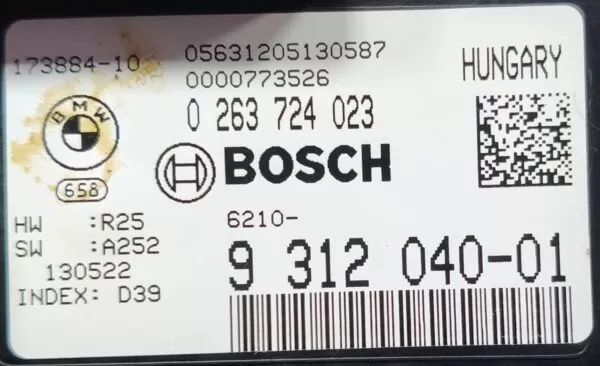 173884-10
05631205130587
0000773526
HUNGARY
0 263 724 023
BMW
BOSCH
658
HW :R25
SW :A252
130522
INDEX: D39
6210-
9 312 040-01